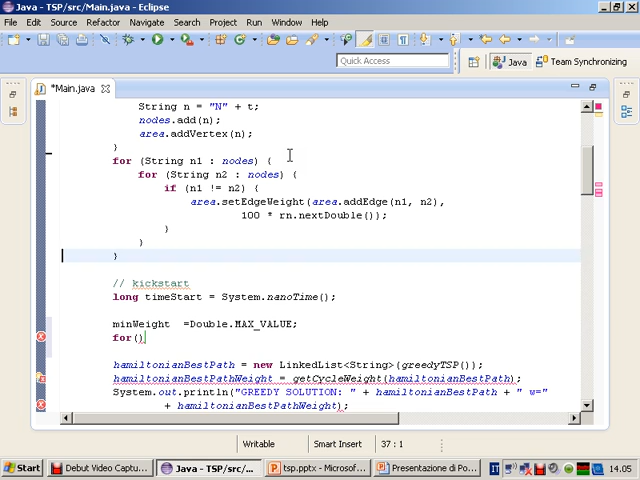 Java - TSP/src/Main.java - Eclipse
File Edit Source Refactor Navigate Search Project Run Window Help
Quick Access
Java
Team Synchronizing
*Main.java
String n = "N" + t;
nodes.add(n);
area.addVertex(n);
}
for (String n1 : nodes) {
for (String n2 : nodes) {
if (n1 != n2) {
area.setEdgeWeight(area.addEdge(n1, n2),
100 * rn.nextDouble());
}
}
}
// kickstart
long timeStart = System.nanoTime();
minWeight =Double.MAX_VALUE;
for()
hamiltonianBestPath = new LinkedList<String>(greedyTSP());
hamiltonianBestPathWeight = getCycleWeight(hamiltonianBestPath);
System.out.println("GREEDY SOLUTION: " + hamiltonianBestPath + " w="
+ hamiltonianBestPathWeight);
Writable Smart Insert 37 : 1
Start Debut Video Captu... Java - TSP/src/... tsp.pptx - Microsof... Presentazione di Po... IT 14.05